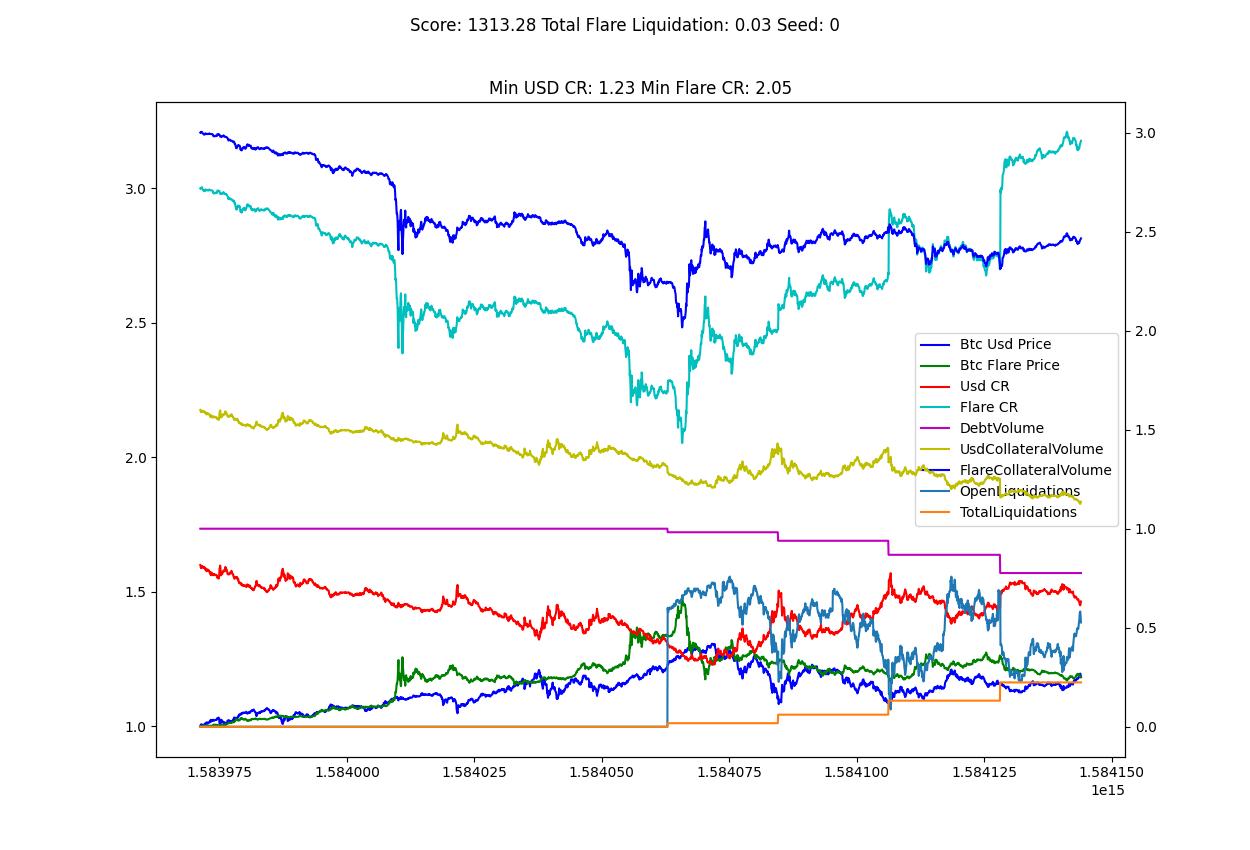 Score: 1313.28 Total Flare Liquidation: 0.03 Seed: 0
Min USD CR: 1.23 Min Flare CR: 2.05
3.0
2.5
2.0
1.5
1.0
3.0
2.5
2.0
1.5
1.0
0.5
0.0
Btc Usd Price
Btc Flare Price
Usd CR
Flare CR
DebtVolume
UsdCollateralVolume
FlareCollateralVolume
OpenLiquidations
TotalLiquidations
1.583975 1.584000 1.584025 1.584050 1.584075 1.584100 1.584125 1.584150
1e15